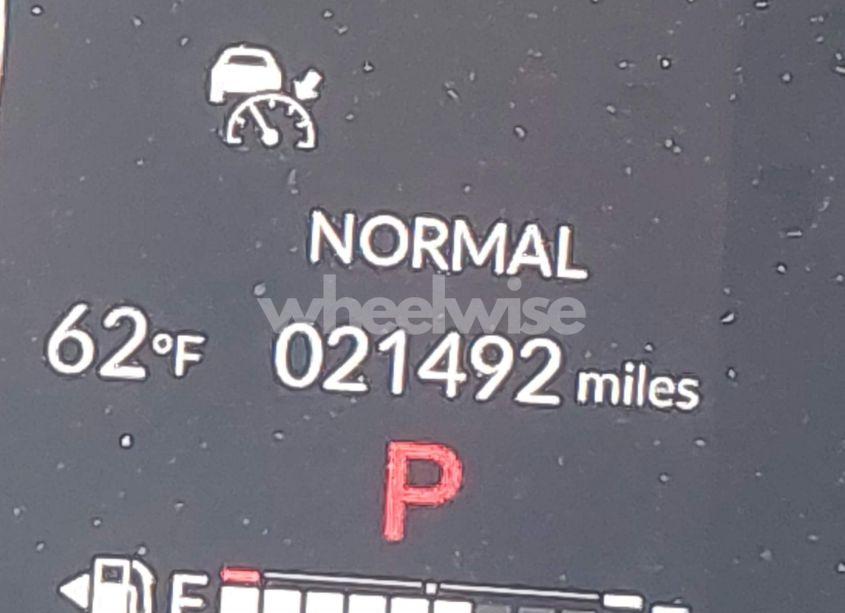 NORMAL
wheelwise
62°F 021492 miles
P
E